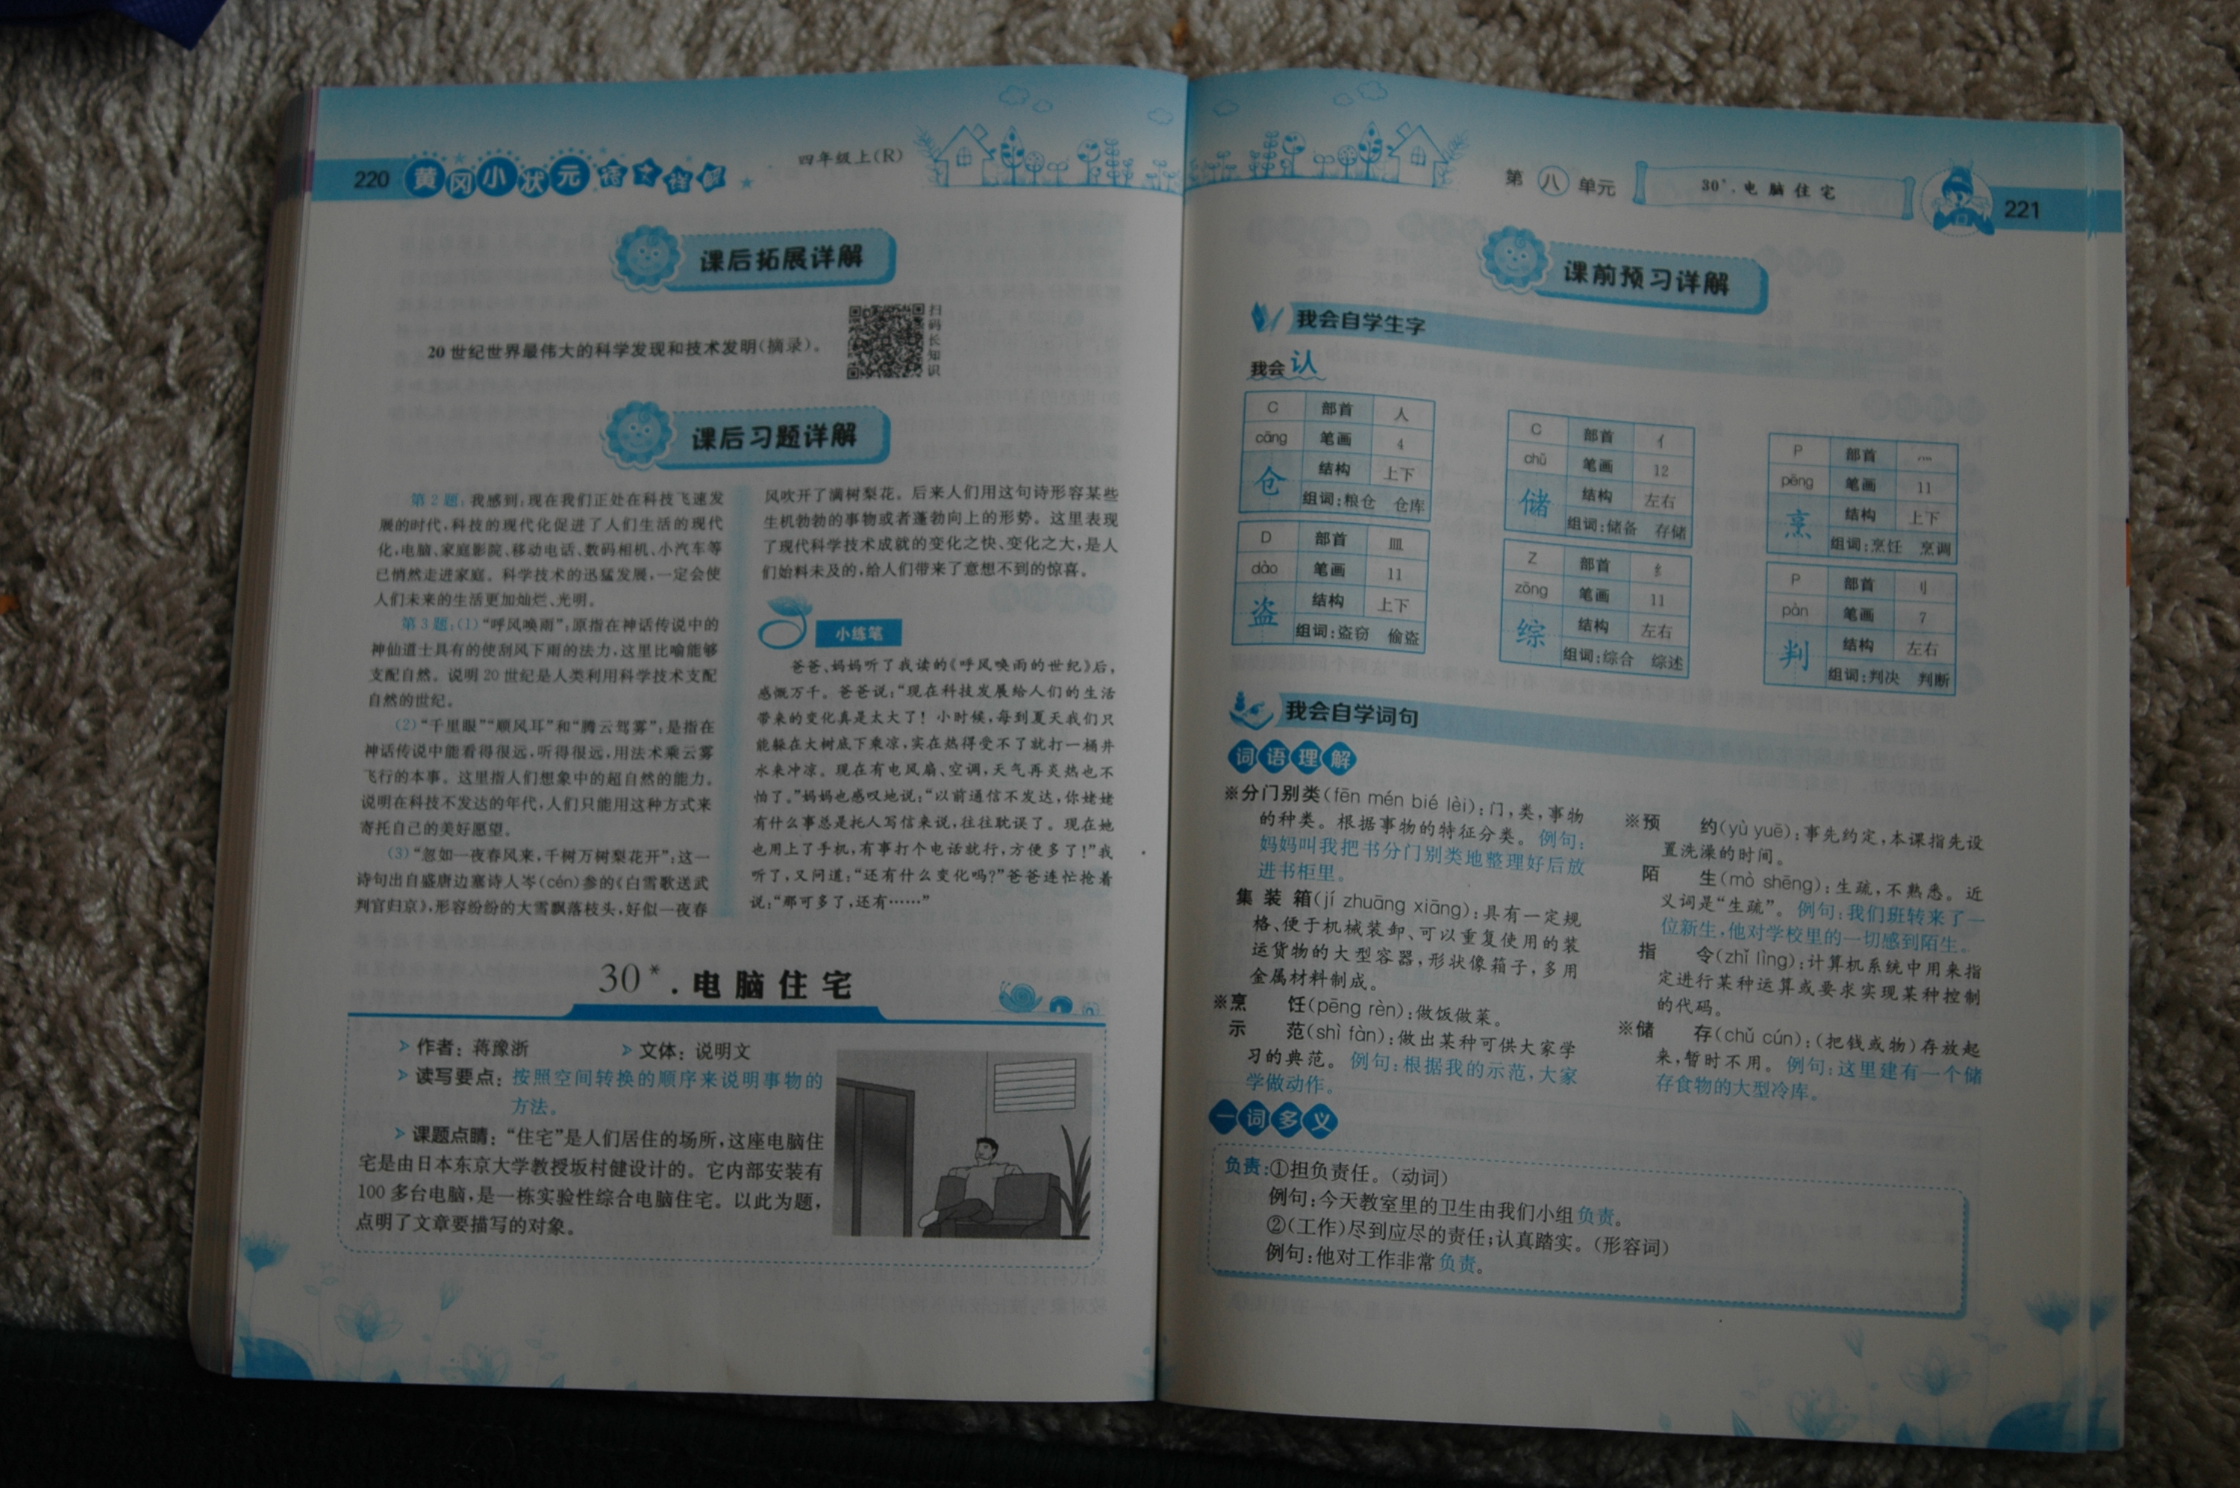 220 黄冈小状元 四年级上(R)
课后拓展详解
20世纪世界最伟大的科学发现和技术发明(摘录)。
扫码长知识
课后习题详解
第2题:我感到:现在我们正处在科技飞速发
展的时代,科技的现代化促进了人们生活的现代
化,电脑、家庭影院、移动电话、数码相机、小汽车等
已悄然走进家庭。科学技术的迅猛发展,一定会使
人们未来的生活更加灿烂、光明。
第3题:(1)“呼风唤雨”:原指在神话传说中的
神仙道士具有的使刮风下雨的法力,这里比喻能够
支配自然。说明20世纪是人类利用科学技术支配
自然的世纪。
(2)“千里眼”“顺风耳”和“腾云驾雾”:是指在
神话传说中能看得很远,听得很远,用法术乘云雾
飞行的本事。这里指人们想象中的超自然的能力。
说明在科技不发达的年代,人们只能用这种方式来
寄托自己的美好愿望。
(3)“忽如一夜春风来,千树万树梨花开”:这一
诗句出自盛唐边塞诗人岑(cén)参的《白雪歌送武
判官归京》,形容纷纷的大雪飘落枝头,好似一夜春
风吹开了满树梨花。后来人们用这句诗形容某些
生机勃勃的事物或者蓬勃向上的形势。这里表现
了现代科学技术成就的变化之快、变化之大,是人
们始料未及的,给人们带来了意想不到的惊喜。
小练笔
爸爸、妈妈听了我读的《呼风唤雨的世纪》后,
感慨万千。爸爸说:“现在科技发展给人们的生活
带来的变化真是太大了!小时候,每到夏天我们只
能躲在大树底下乘凉,实在热得受不了就打一桶井
水来冲凉。现在有电风扇、空调,天气再炎热也不
怕了。”妈妈也感叹地说:“以前通信不发达,你姥姥
有什么事总是托人写信来说,往往耽误了。现在她
也用上了手机,有事打个电话就行,方便多了!”我
听了,又问道:“还有什么变化吗?”爸爸连忙抢着
说:“那可多了,还有……”
30*.电脑住宅
作者:蒋豫浙 文体:说明文
读写要点:按照空间转换的顺序来说明事物的
方法。
课题点睛:“住宅”是人们居住的场所,这座电脑住
宅是由日本东京大学教授坂村健设计的。它内部安装有
100多台电脑,是一栋实验性综合电脑住宅。以此为题,
点明了文章要描写的对象。
第八单元 30*.电脑住宅 221
课前预习详解
我会自学生字
我会认
C 部首 人
cāng 笔画 4
仓 结构 上下
组词:粮仓 仓库
C 部首 亻
chǔ 笔画 12
储 结构 左右
组词:储备 存储
P 部首 灬
pēng 笔画 11
烹 结构 上下
组词:烹饪 烹调
D 部首 皿
dào 笔画 11
盗 结构 上下
组词:盗窃 偷盗
Z 部首 纟
zōng 笔画 11
综 结构 左右
组词:综合 综述
P 部首 刂
pàn 笔画 7
判 结构 左右
组词:判决 判断
我会自学词句
词语理解
※分门别类(fēn mén bié lèi):门,类,事物
的种类。根据事物的特征分类。例句:
妈妈叫我把书分门别类地整理好后放
进书柜里。
集装箱(jí zhuāng xiāng):具有一定规
格、便于机械装卸、可以重复使用的装
运货物的大型容器,形状像箱子,多用
金属材料制成。
※烹饪(pēng rèn):做饭做菜。
示范(shì fàn):做出某种可供大家学
习的典范。例句:根据我的示范,大家
学做动作。
※预约(yù yuē):事先约定,本课指先设
置洗澡的时间。
陌生(mò shēng):生疏,不熟悉。近
义词是“生疏”。例句:我们班转来了一
位新生,他对学校里的一切感到陌生。
指令(zhǐ lìng):计算机系统中用来指
定进行某种运算或要求实现某种控制
的代码。
※储存(chǔ cún):(把钱或物)存放起
来,暂时不用。例句:这里建有一个储
存食物的大型冷库。
一词多义
负责:①担负责任。(动词)
例句:今天教室里的卫生由我们小组负责。
②(工作)尽到应尽的责任;认真踏实。(形容词)
例句:他对工作非常负责。